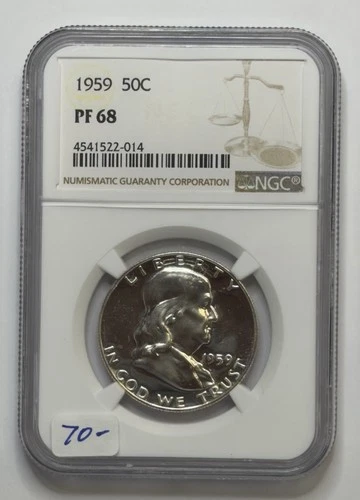 1959 50C
PF 68
4541522-014
NUMISMATIC GUARANTY CORPORATION NGC®
LIBERTY
1959
IN GOD WE TRUST
70-